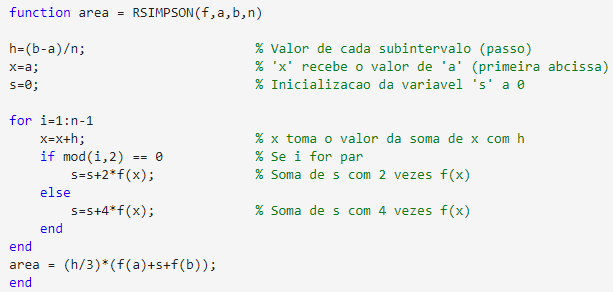 function area = RSIMPSON(f,a,b,n)
h=(b-a)/n; % Valor de cada subintervalo (passo)
x=a; % 'x' recebe o valor de 'a' (primeira abcissa)
s=0; % Inicializacao da variavel 's' a 0
for i=1:n-1
x=x+h; % x toma o valor da soma de x com h
if mod(i,2) == 0 % Se i for par
s=s+2*f(x); % Soma de s com 2 vezes f(x)
else
s=s+4*f(x); % Soma de s com 4 vezes f(x)
end
end
area = (h/3)*(f(a)+s+f(b));
end